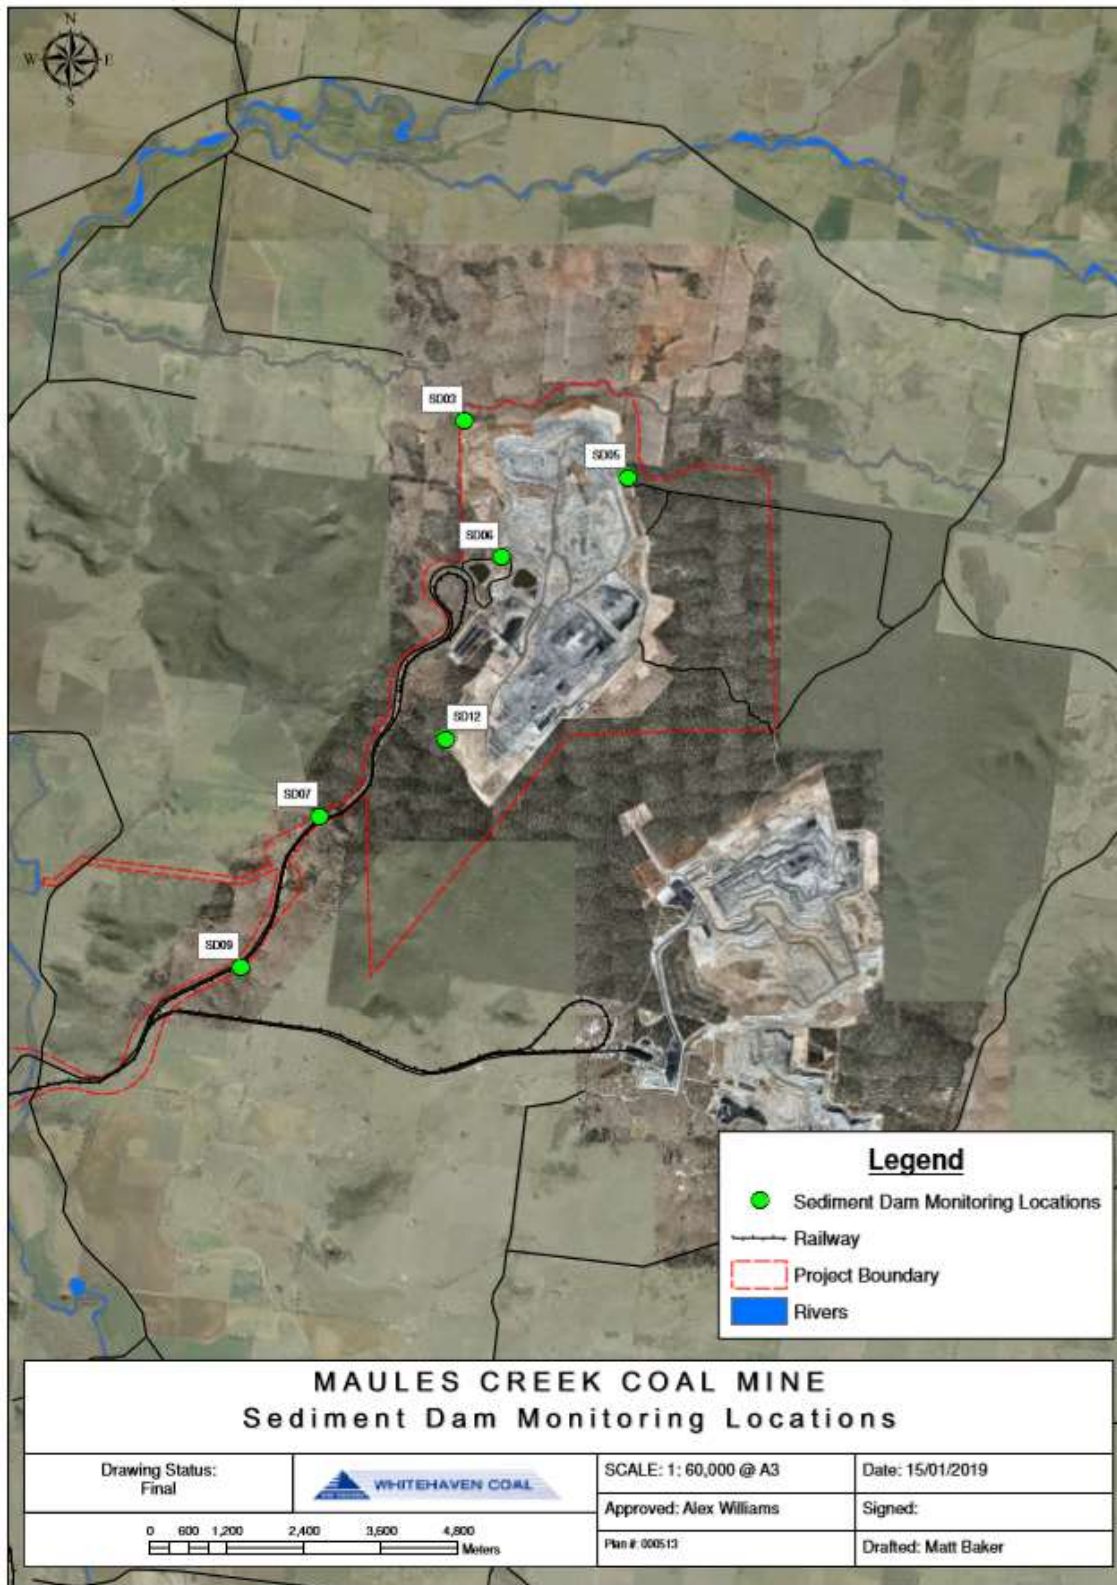 N
W E
S
SD03
SD05
SD06
SD12
SD07
SD09
Legend
Sediment Dam Monitoring Locations
Railway
Project Boundary
Rivers
MAULES CREEK COAL MINE
Sediment Dam Monitoring Locations
Drawing Status:
Final
WHITEHAVEN COAL
SCALE: 1: 60,000 @ A3
Date: 15/01/2019
Approved: Alex Williams
Signed:
0 600 1,200 2,400 3,600 4,800
Meters
Plan #: 000513
Drafted: Matt Baker